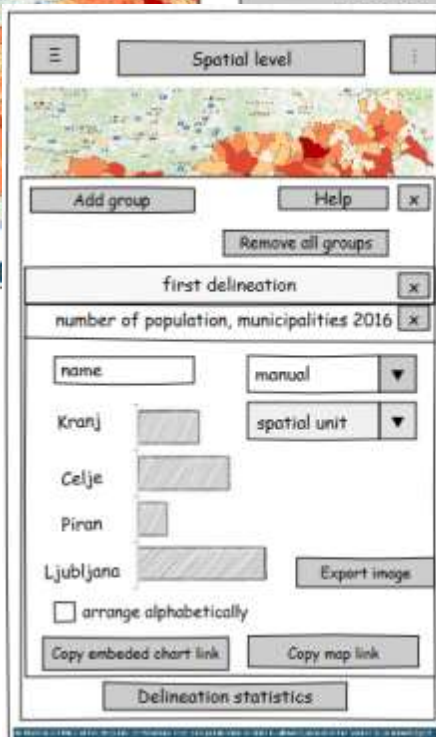 Spatial level
Add group
Help
x
Remove all groups
first delineation
x
number of population, municipalities 2016
x
name
manual
▼
Kranj
spatial unit
▼
Celje
Piran
Ljubljana
Export image
arrange alphabetically
Copy embeded chart link
Copy map link
Delineation statistics